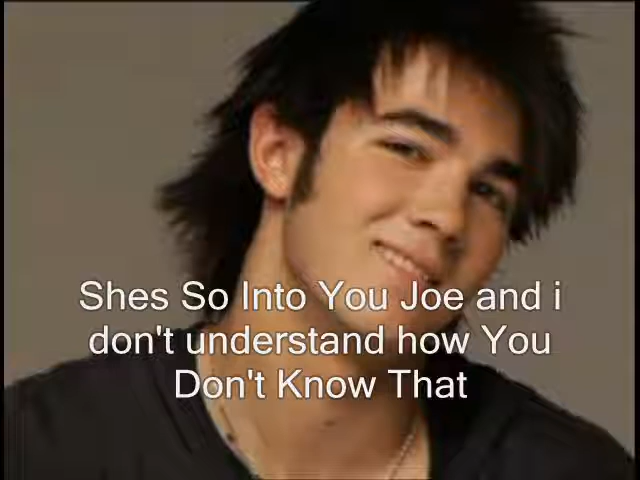 Shes So Into You Joe and i
don't understand how You
Don't Know That